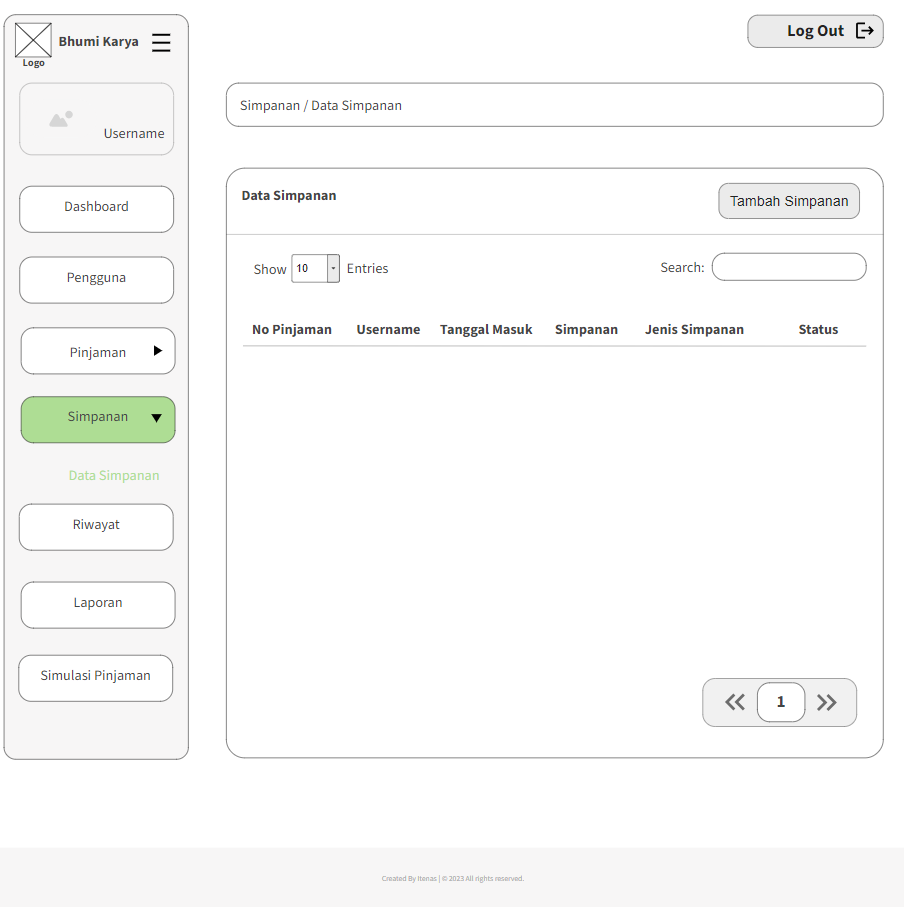 Bhumi Karya
Logo
Username
Dashboard
Pengguna
Pinjaman
Simpanan
Data Simpanan
Riwayat
Laporan
Simulasi Pinjaman
Log Out
Simpanan / Data Simpanan
Data Simpanan
Tambah Simpanan
Show 10 Entries
Search:
No Pinjaman Username Tanggal Masuk Simpanan Jenis Simpanan Status
1
Created By Itenas | © 2023 All rights reserved.